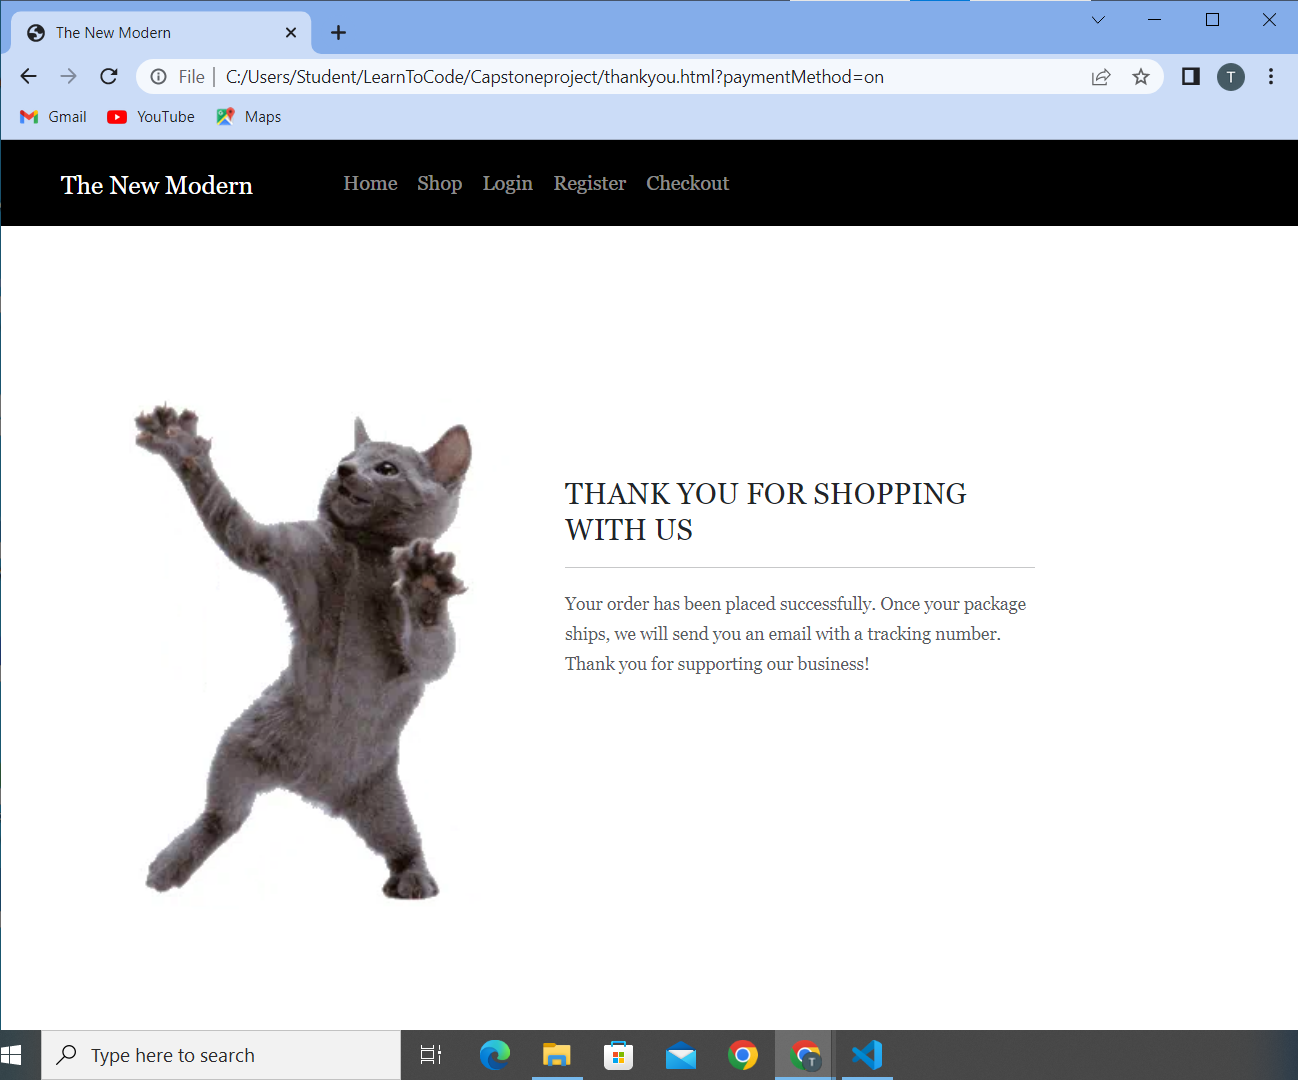 The New Modern
File | C:/Users/Student/LearnToCode/Capstoneproject/thankyou.html?paymentMethod=on
T
Gmail YouTube Maps
The New Modern Home Shop Login Register Checkout
THANK YOU FOR SHOPPING
WITH US
Your order has been placed successfully. Once your package
ships, we will send you an email with a tracking number.
Thank you for supporting our business!
Type here to search
T